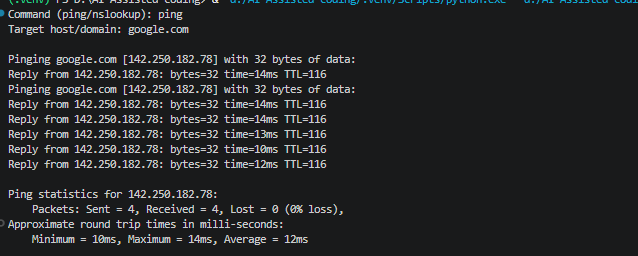 (.venv) PS D:\AI Assisted Coding> & "d:/AI Assisted Coding/.venv/Scripts/python.exe" "d:/AI Assisted Codi
Command (ping/nslookup): ping
Target host/domain: google.com
Pinging google.com [142.250.182.78] with 32 bytes of data:
Reply from 142.250.182.78: bytes=32 time=14ms TTL=116
Pinging google.com [142.250.182.78] with 32 bytes of data:
Reply from 142.250.182.78: bytes=32 time=14ms TTL=116
Reply from 142.250.182.78: bytes=32 time=14ms TTL=116
Reply from 142.250.182.78: bytes=32 time=13ms TTL=116
Reply from 142.250.182.78: bytes=32 time=10ms TTL=116
Reply from 142.250.182.78: bytes=32 time=12ms TTL=116
Ping statistics for 142.250.182.78:
Packets: Sent = 4, Received = 4, Lost = 0 (0% loss),
Approximate round trip times in milli-seconds:
Minimum = 10ms, Maximum = 14ms, Average = 12ms